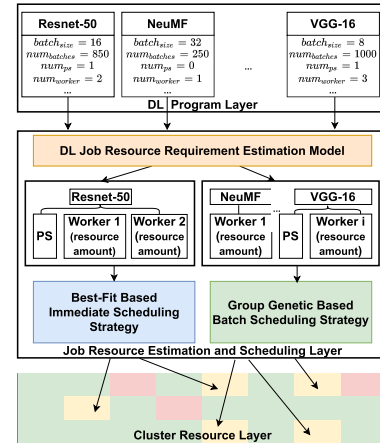 Resnet-50
batch_size = 16
num_batches = 850
num_ps = 1
num_worker = 2
...
NeuMF
batch_size = 32
num_batches = 250
num_ps = 0
num_worker = 1
...
...
VGG-16
batch_size = 8
num_batches = 1000
num_ps = 1
num_worker = 3
...
DL Program Layer
DL Job Resource Requirement Estimation Model
Resnet-50
PS
Worker 1
(resource
amount)
Worker 2
(resource
amount)
NeuMF
...
VGG-16
Worker 1
(resource
amount)
PS
Worker i
(resource
amount)
Best-Fit Based
Immediate Scheduling
Strategy
Group Genetic Based
Batch Scheduling Strategy
Job Resource Estimation and Scheduling Layer
Cluster Resource Layer